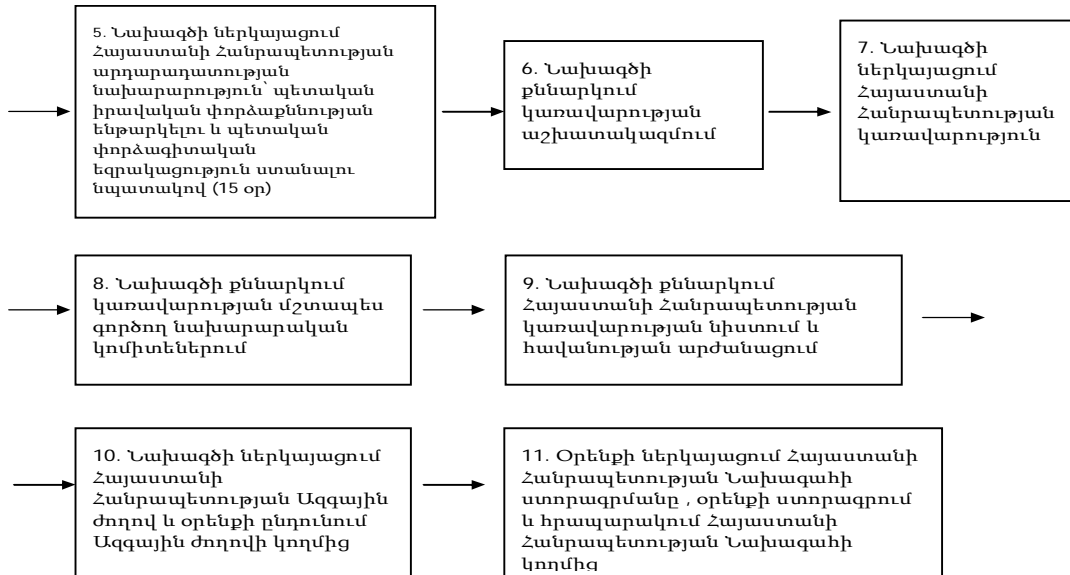 5. Նախագծի ներկայացում
Հայաստանի Հանրապետության
արդարադատության
նախարարություն` պետական
իրավական փորձաքննության
ենթարկելու և պետական
փորձագիտական
եզրակացություն ստանալու
նպատակով (15 օր)
6. Նախագծի
քննարկում
կառավարության
աշխատակազմում
7. Նախագծի
ներկայացում
Հայաստանի
Հանրապետության
կառավարություն
8. Նախագծի քննարկում
կառավարության մշտապես
գործող նախարարական
կոմիտեներում
9. Նախագծի քննարկում
Հայաստանի Հանրապետության
կառավարության նիստում և
հավանության արժանացում
10. Նախագծի ներկայացում
Հայաստանի
Հանրապետության Ազգային
ժողով և օրենքի ընդունում
Ազգային ժողովի կողմից
11. Օրենքի ներկայացում Հայաստանի
Հանրապետության Նախագահի
ստորագրմանը , օրենքի ստորագրում
և հրապարակում Հայաստանի
Հանրապետության Նախագահի
կողմից